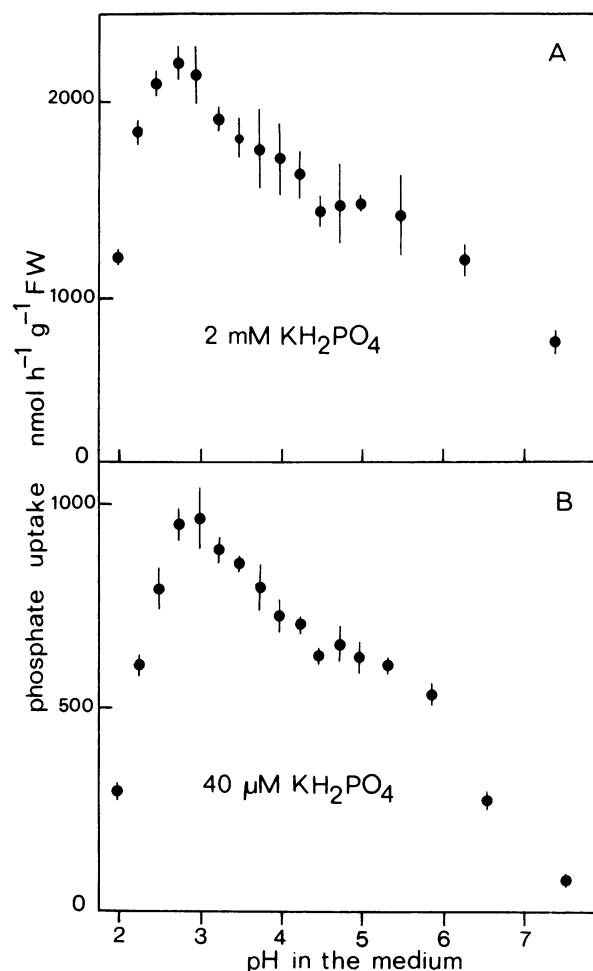 A
2000
1000
0
2 mM KH₂PO₄
phosphate uptake nmol h⁻¹ g⁻¹ FW
B
1000
500
0
40 µM KH₂PO₄
2 3 4 5 6 7
pH in the medium